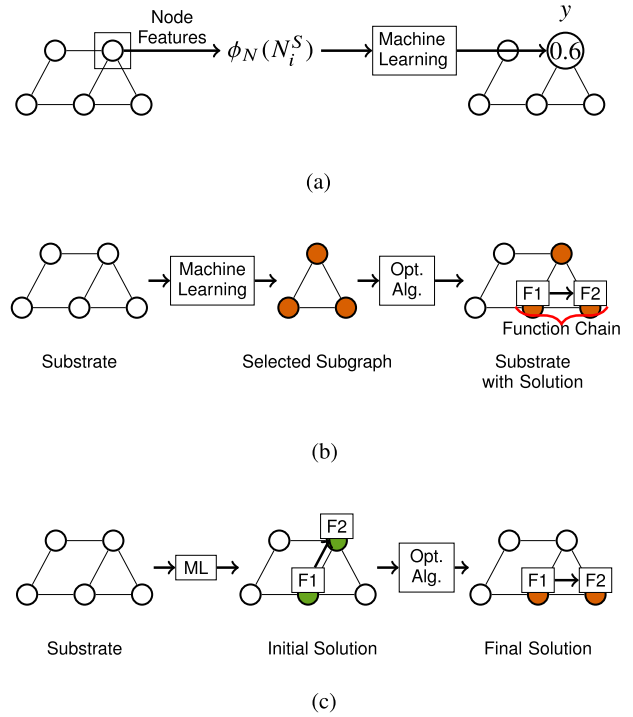 y
Node
Features
ϕ_N(N_i^S)
Machine
Learning
0.6
(a)
Machine
Learning
Opt.
Alg.
F1
F2
Function Chain
Substrate
Selected Subgraph
Substrate
with Solution
(b)
F2
ML
F1
Opt.
Alg.
F1
F2
Substrate
Initial Solution
Final Solution
(c)